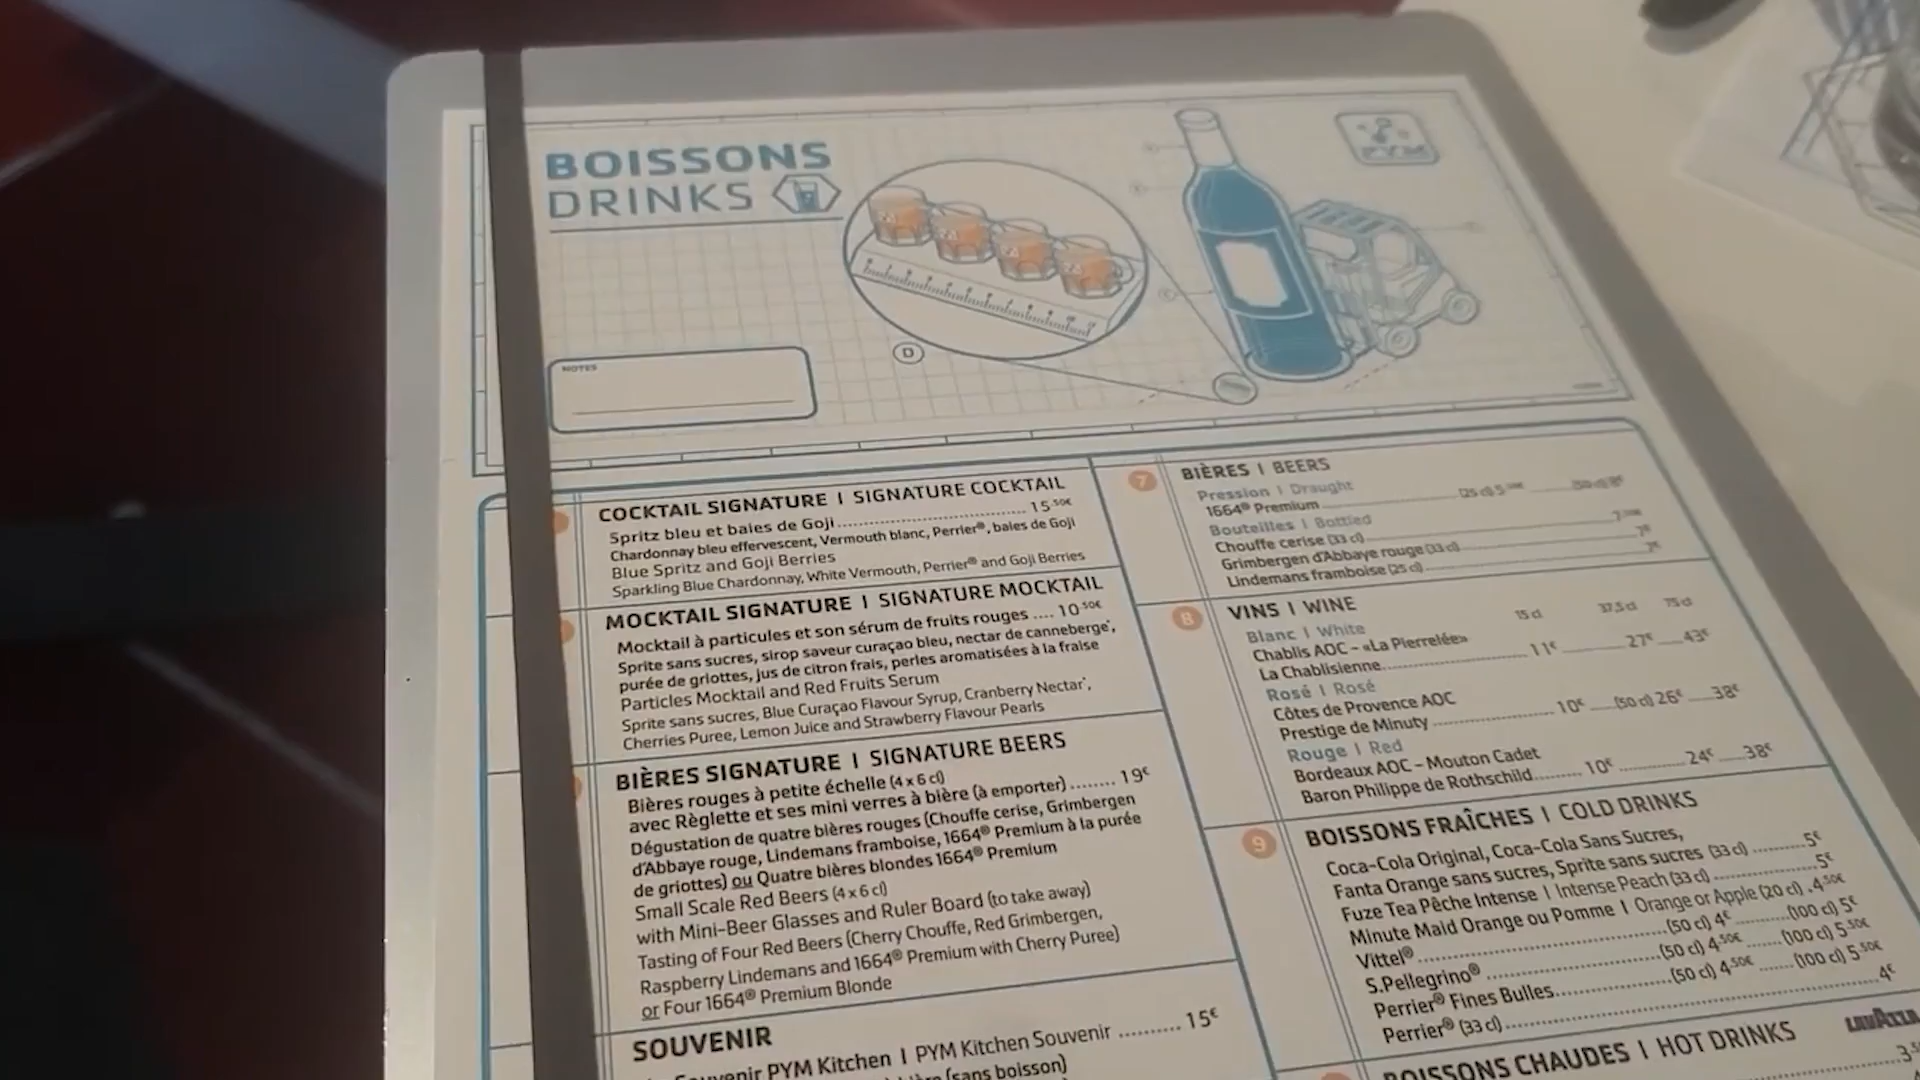 BOISSONS
DRINKS
NOTES
D
COCKTAIL SIGNATURE I SIGNATURE COCKTAIL
Spritz bleu et baies de Goji ........ 15.50€
Chardonnay bleu effervescent, Vermouth blanc, Perrier®, baies de Goji
Blue Spritz and Goji Berries
Sparkling Blue Chardonnay, White Vermouth, Perrier® and Goji Berries
MOCKTAIL SIGNATURE I SIGNATURE MOCKTAIL
Mocktail à particules et son sérum de fruits rouges .... 10.50€
Sprite sans sucres, sirop saveur curaçao bleu, nectar de canneberge*,
purée de griottes, jus de citron frais, perles aromatisées à la fraise
Particles Mocktail and Red Fruits Serum
Sprite sans sucres, Blue Curaçao Flavour Syrup, Cranberry Nectar*,
Cherries Puree, Lemon Juice and Strawberry Flavour Pearls
BIÈRES SIGNATURE I SIGNATURE BEERS
Bières rouges à petite échelle (4 x 6 cl)
avec Règlette et ses mini verres à bière (à emporter) ........ 19€
Dégustation de quatre bières rouges (Chouffe cerise, Grimbergen
d'Abbaye rouge, Lindemans framboise, 1664® Premium à la purée
de griottes) ou Quatre bières blondes 1664® Premium
Small Scale Red Beers (4 x 6 cl)
with Mini-Beer Glasses and Ruler Board (to take away)
Tasting of Four Red Beers (Cherry Chouffe, Red Grimbergen,
Raspberry Lindemans and 1664® Premium with Cherry Puree)
or Four 1664® Premium Blonde
SOUVENIR
Souvenir PYM Kitchen I PYM Kitchen Souvenir .......... 15€
(sans boisson)
7
BIÈRES I BEERS
Pression I Draught
1664® Premium ........ (25 cl) ........ (50 cl) 8€
Bouteilles I Bottled
Chouffe cerise (33 cl)
Grimbergen d'Abbaye rouge (33 cl) ........ 7€
Lindemans framboise (25 cl) ........ 7€
8
VINS I WINE
15 cl 37,5 cl 75 cl
Blanc I White
Chablis AOC – «La Pierrelée»
La Chablisienne ........ 11€ ........ 27€ ..... 43€
Rosé I Rosé
Côtes de Provence AOC
Prestige de Minuty ........ 10€ ..... (50 cl) 26€ ..... 38€
Rouge I Red
Bordeaux AOC – Mouton Cadet
Baron Philippe de Rothschild ........ 10€ ........ 24€ ..... 38€
9
BOISSONS FRAÎCHES I COLD DRINKS
Coca-Cola Original, Coca-Cola Sans Sucres,
Fanta Orange sans sucres, Sprite sans sucres (33 cl) ........ 5€
Fuze Tea Pêche Intense I Intense Peach (33 cl) ........ 5€
Minute Maid Orange ou Pomme I Orange or Apple (20 cl) . 4.50€
Vittel® ........ (50 cl) 4€ ........ (100 cl) 5€
S.Pellegrino® ........ (50 cl) 4.50€ ........ (100 cl) 5.50€
Perrier® Fines Bulles ........ (50 cl) 4.50€ ........ (100 cl) 5.50€
Perrier® (33 cl) ........ 4€
BOISSONS CHAUDES I HOT DRINKS
LAVAZZA